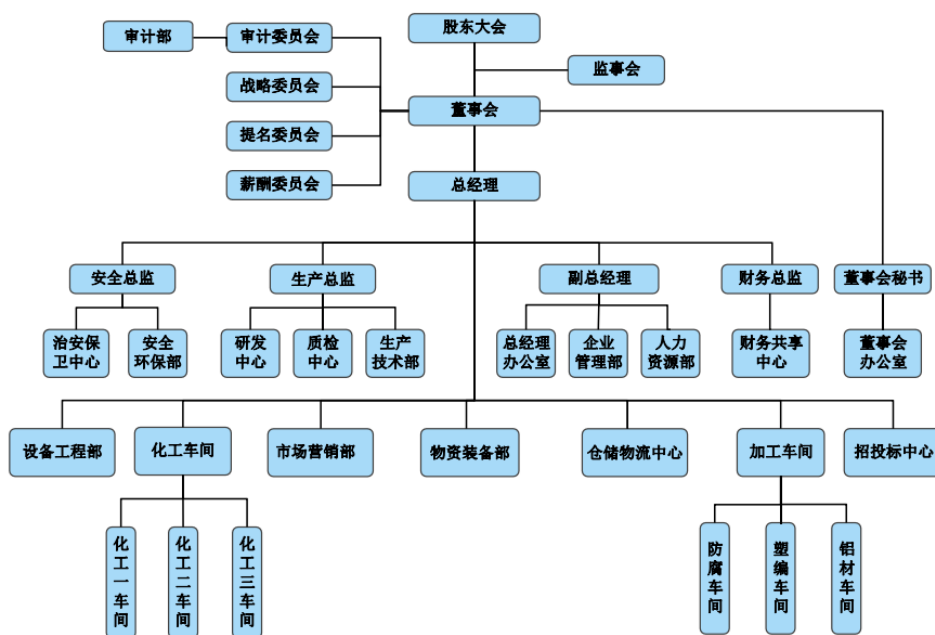 股东大会
审计部
审计委员会
监事会
战略委员会
董事会
提名委员会
薪酬委员会
总经理
安全总监
生产总监
副总经理
财务总监
董事会秘书
治安保
卫中心
安全
环保部
研发
中心
质检
中心
生产
技术部
总经理
办公室
企业
管理部
人力
资源部
财务共享
中心
董事会
办公室
设备工程部
化工车间
市场营销部
物资装备部
仓储物流中心
加工车间
招投标中心
化工一车间
化工二车间
化工三车间
防腐车间
塑编车间
铝材车间